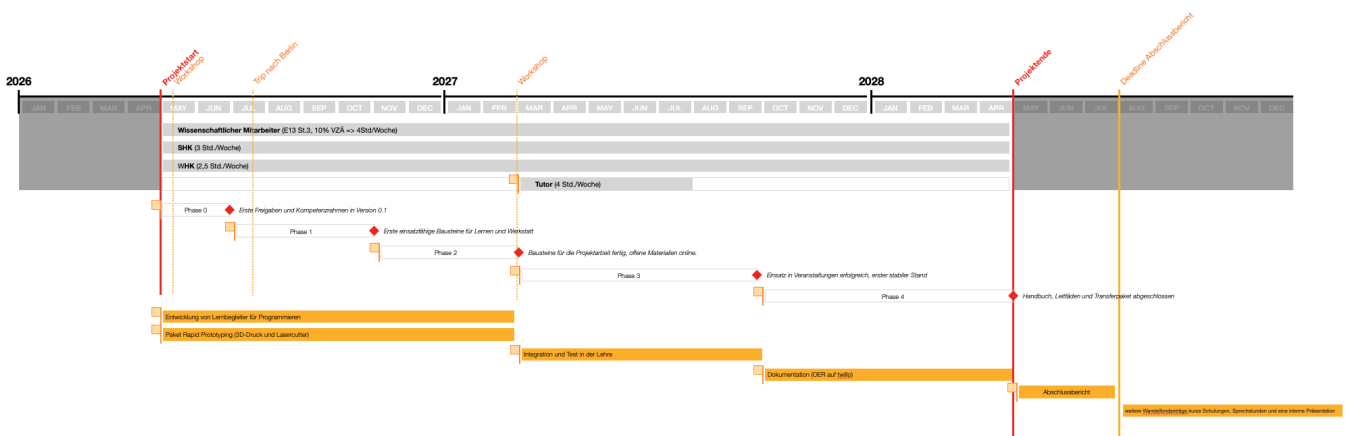 Projektstart
Workshop
Trip nach Berlin
Workshop
Projektende
Deadline Abschlussbericht
2026
2027
2028
JAN FEB MAR APR MAY JUN JUL AUG SEP OCT NOV DEC JAN FEB MAR APR MAY JUN JUL AUG SEP OCT NOV DEC JAN FEB MAR APR MAY JUN JUL AUG SEP OCT NOV DEC
Wissenschaftlicher Mitarbeiter (E13 St.3, 10% VZÄ => 4Std/Woche)
SHK (3 Std./Woche)
WHK (2,5 Std./Woche)
Tutor (4 Std./Woche)
Phase 0 Erste Freigaben und Kompetenzrahmen in Version 0.1
Phase 1 Erste einsatzfähige Bausteine für Lernen und Werkstatt
Phase 2 Bausteine für die Projektarbeit fertig, offene Materialien online.
Phase 3 Einsatz in Veranstaltungen erfolgreich, erster stabiler Stand
Phase 4 Handbuch, Leitfäden und Transferpaket abgeschlossen
Entwicklung von Lernbegleiter für Programmieren
Paket Rapid Prototyping (3D-Druck und Lasercutter)
Integration und Test in der Lehre
Dokumentation (OER auf twillo)
Abschlussbericht
weitere Wandelfondsnträge kurze Schulungen, Sprechstunden und eine interne Präsentation